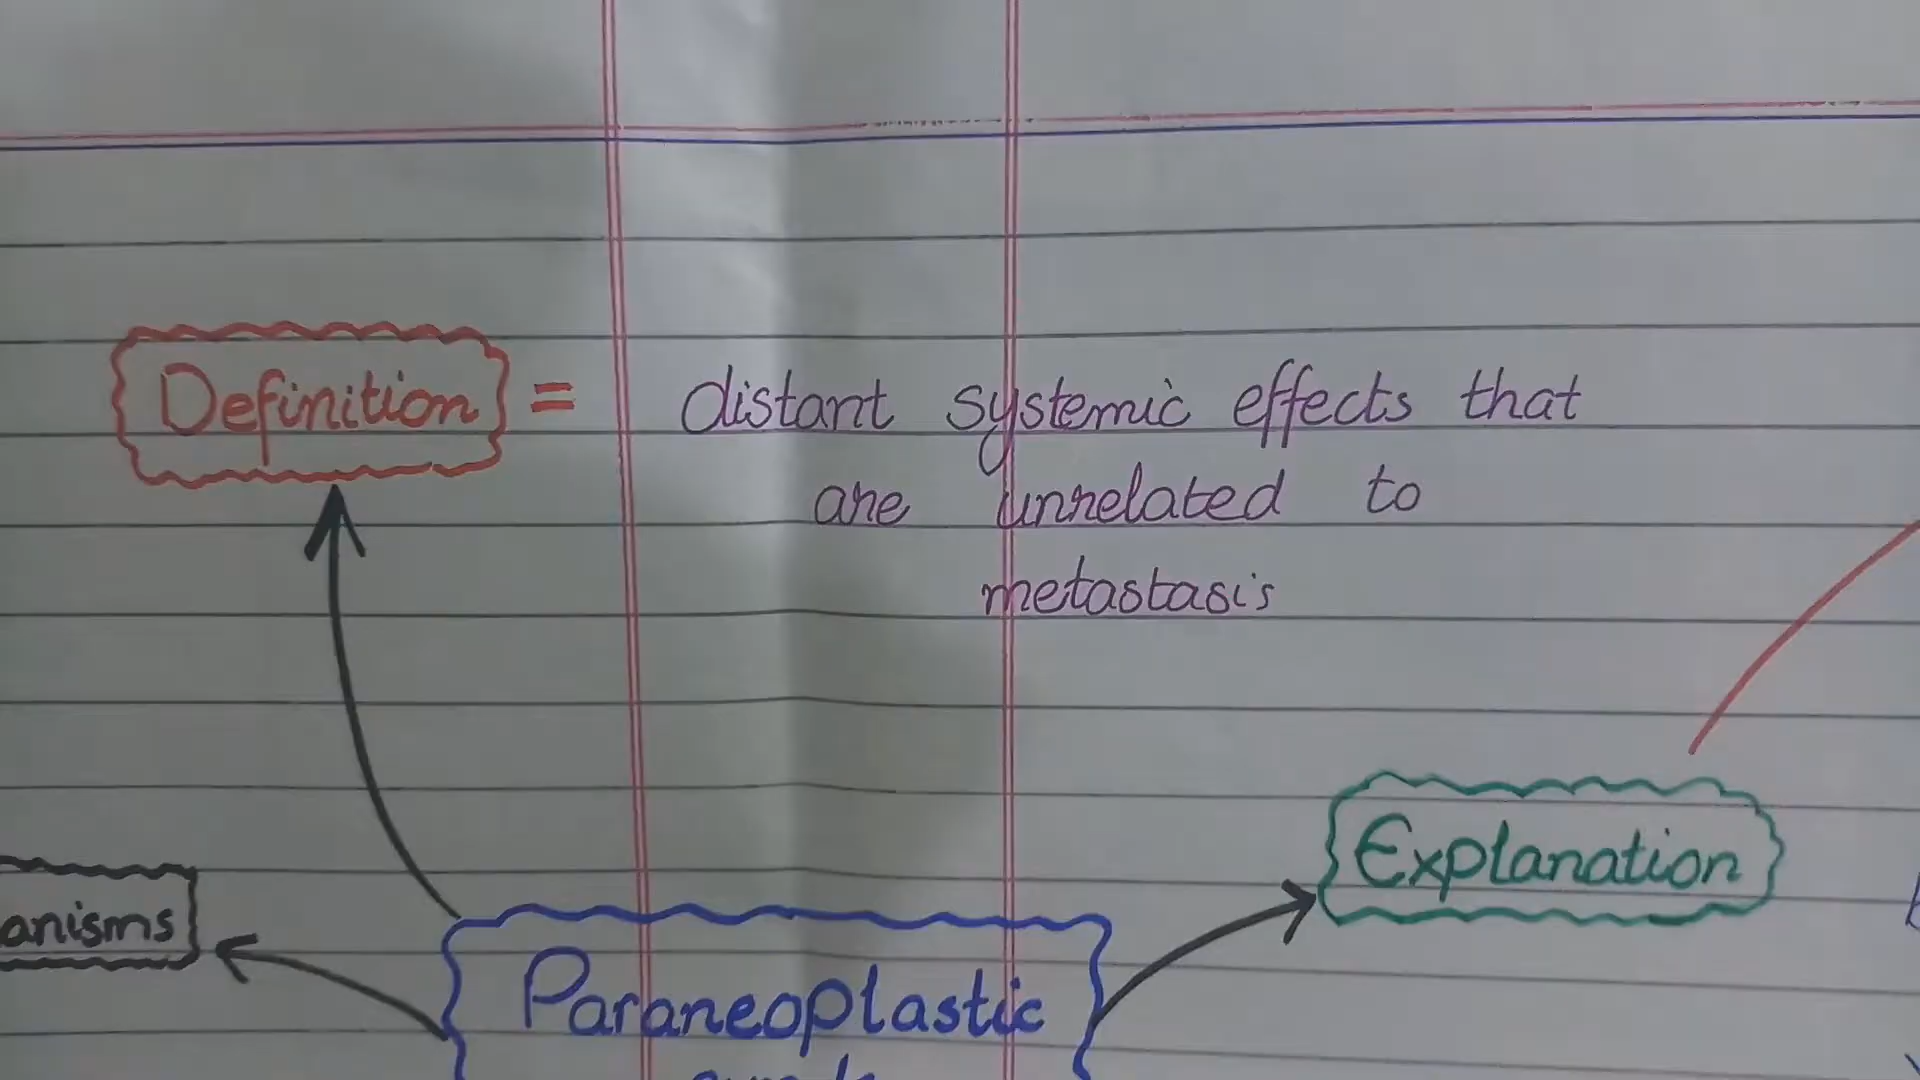 Definition = distant systemic effects that
are unrelated to
metastasis
Explanation
anisms
Paraneoplastic